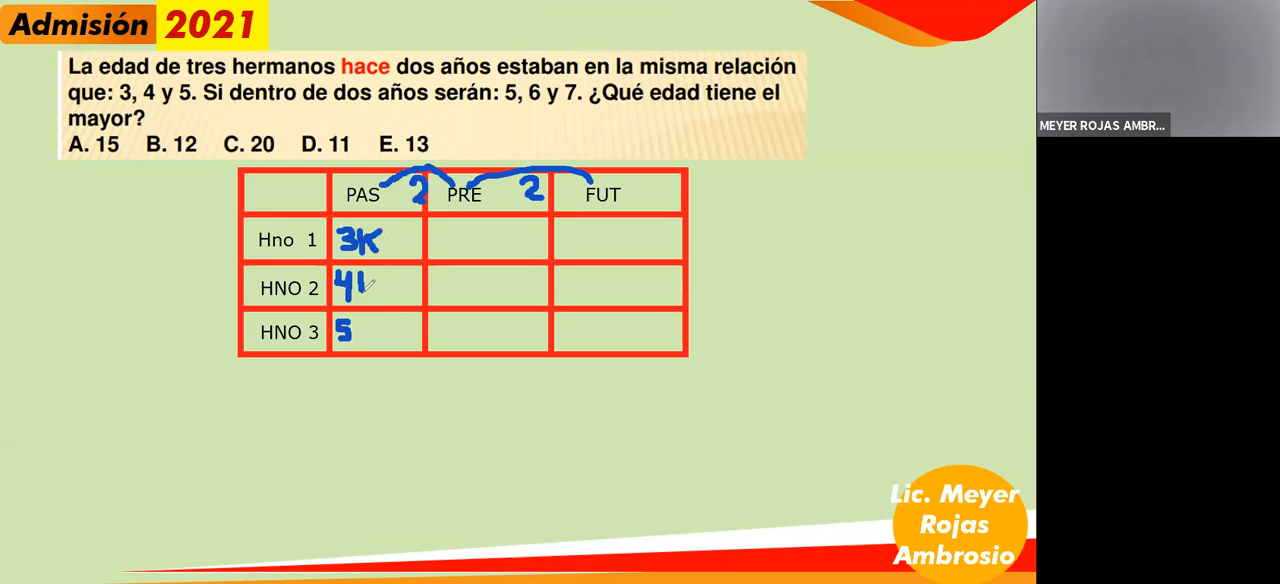 Admisión 2021
La edad de tres hermanos hace dos años estaban en la misma relación
que: 3, 4 y 5. Si dentro de dos años serán: 5, 6 y 7. ¿Qué edad tiene el
mayor?
A. 15 B. 12 C. 20 D. 11 E. 13
MEYER ROJAS AMBR...
PAS 2 PRE 2 FUT
Hno 1 3K
HNO 2 4
HNO 3 5
Lic. Meyer
Rojas
Ambrosio